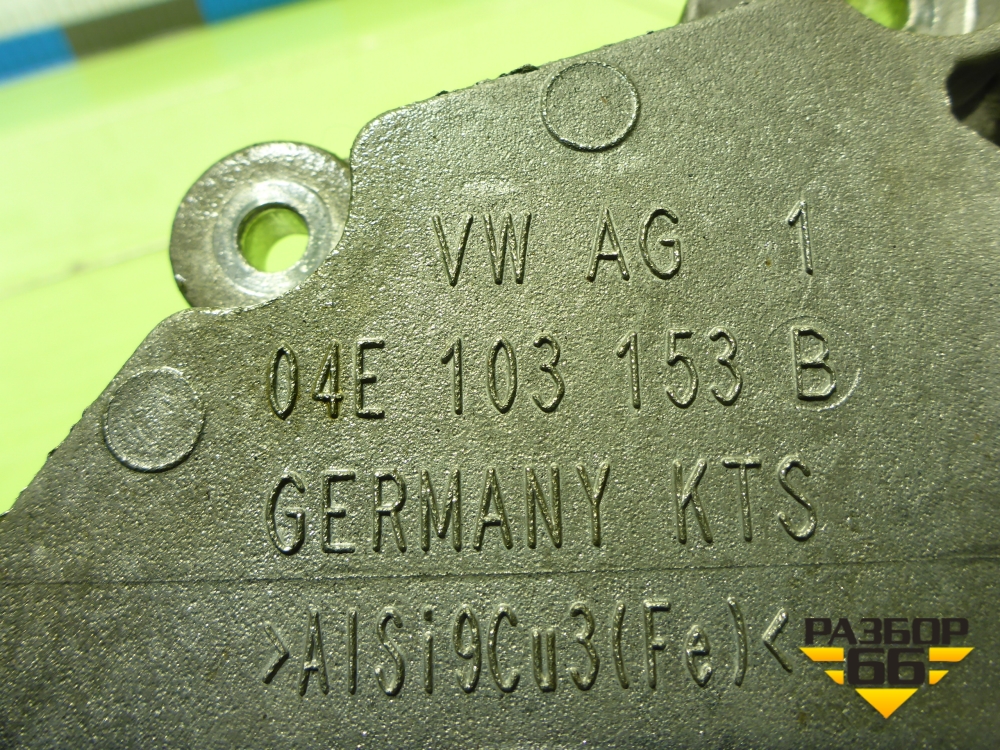 VW AG 1
04E 103 153 B
GERMANY KTS
>AlSi9Cu3(Fe)<
РАЗБОР
66